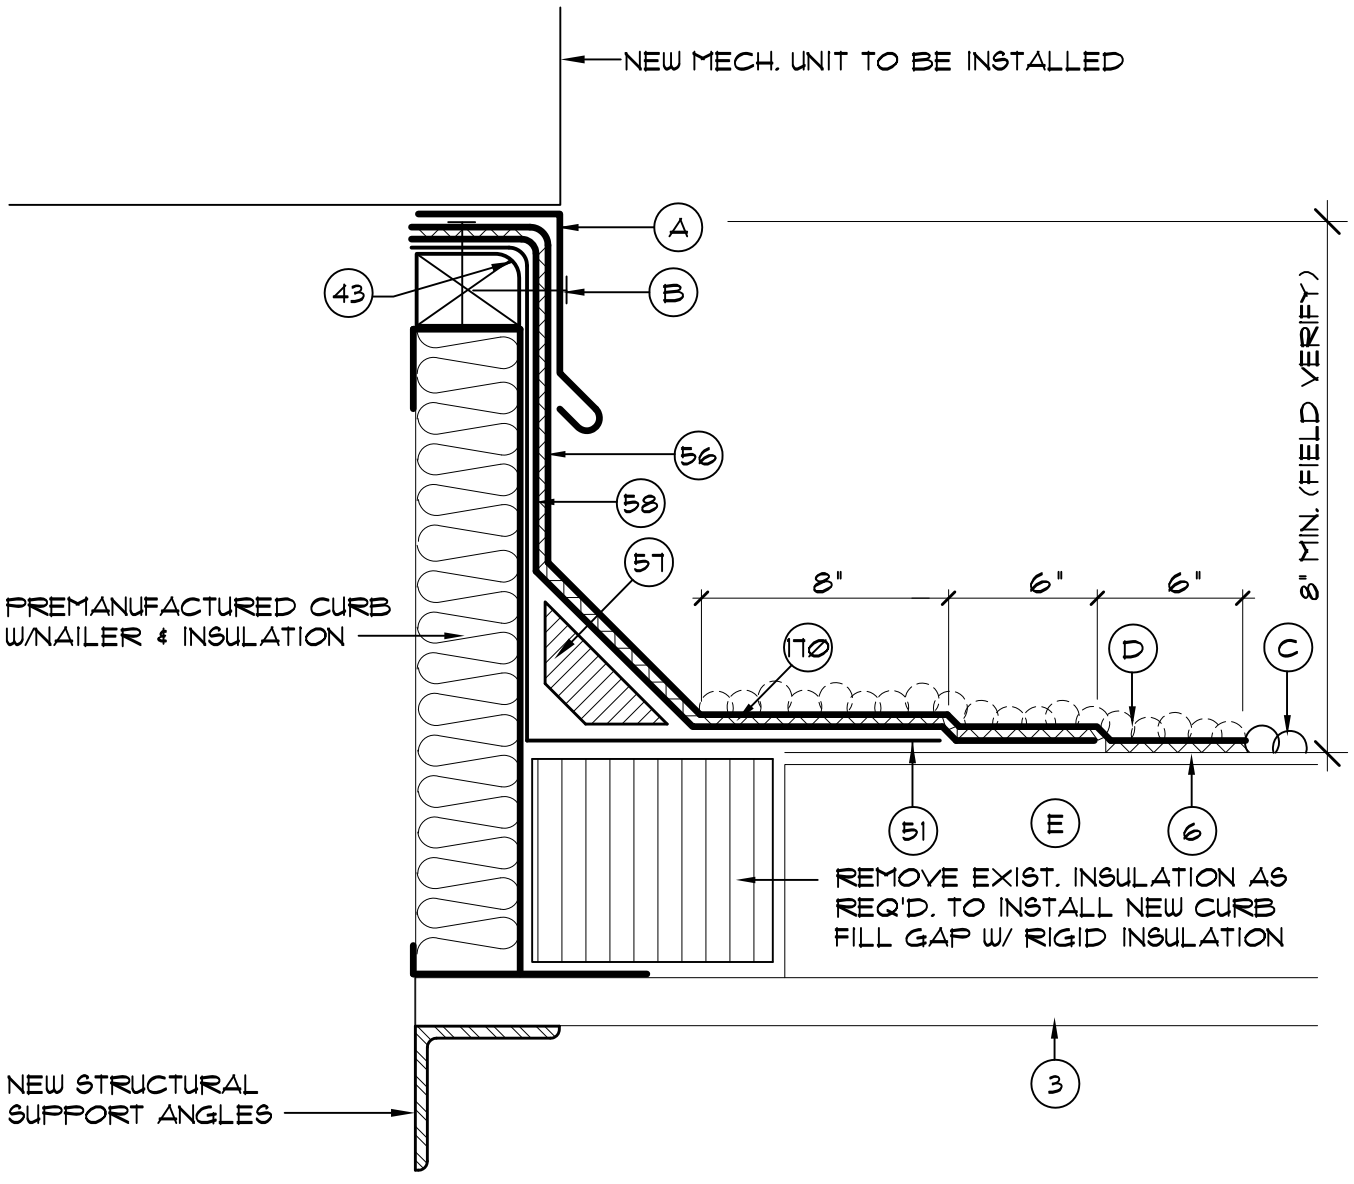 NEW MECH. UNIT TO BE INSTALLED
A
43
B
8" MIN. (FIELD VERIFY)
56
58
57
8"
6"
6"
PREMANUFACTURED CURB
W/NAILER & INSULATION
170
D
C
51
E
6
REMOVE EXIST. INSULATION AS
REQ'D. TO INSTALL NEW CURB
FILL GAP W/ RIGID INSULATION
NEW STRUCTURAL
SUPPORT ANGLES
3